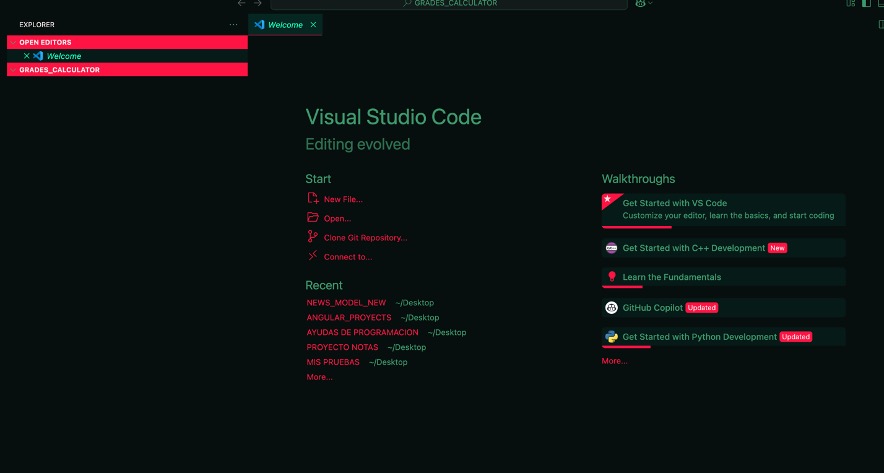 GRADES_CALCULATOR
EXPLORER
Welcome
OPEN EDITORS
Welcome
GRADES_CALCULATOR
Visual Studio Code
Editing evolved
Start
New File...
Open...
Clone Git Repository...
Connect to...
Recent
NEWS_MODEL_NEW ~/Desktop
ANGULAR_PROYECTS ~/Desktop
AYUDAS DE PROGRAMACION ~/Desktop
PROYECTO NOTAS ~/Desktop
MIS PRUEBAS ~/Desktop
More...
Walkthroughs
Get Started with VS Code
Customize your editor, learn the basics, and start coding
Get Started with C++ Development New
Learn the Fundamentals
GitHub Copilot Updated
Get Started with Python Development Updated
More...